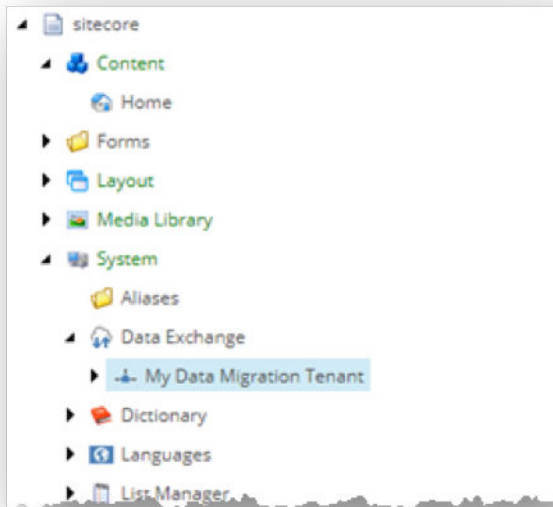 sitecore
Content
Home
Forms
Layout
Media Library
System
Aliases
Data Exchange
My Data Migration Tenant
Dictionary
Languages
List Manager